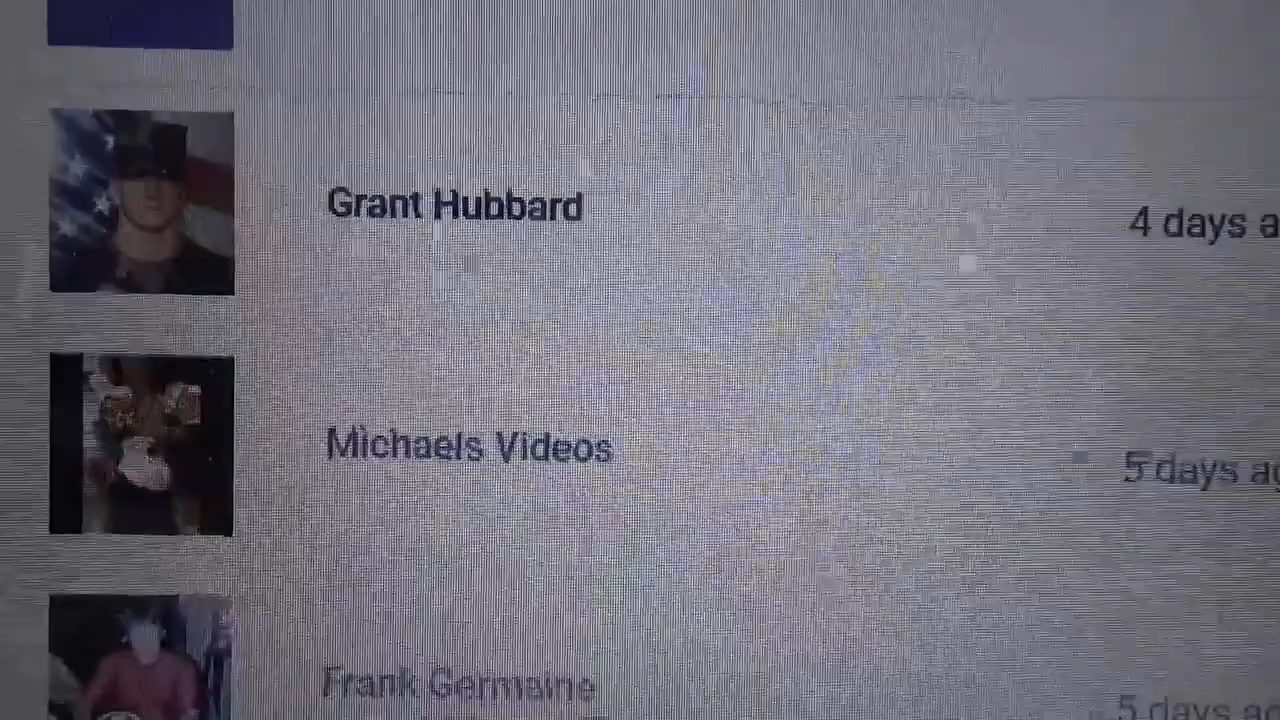 Grant Hubbard
4 days a
Michaels Videos
5 days ag
Frank Germaine
5 days ag